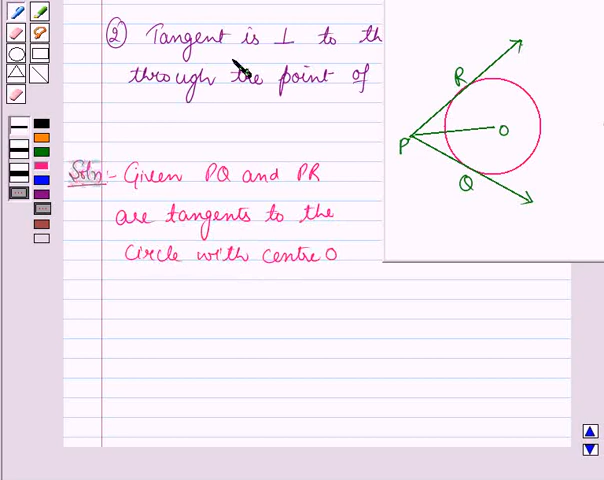 ② Tangent is ⊥ to th
through the point of
Soln:- Given PQ and PR
are tangents to the
Circle with centre O
R
P
O
Q